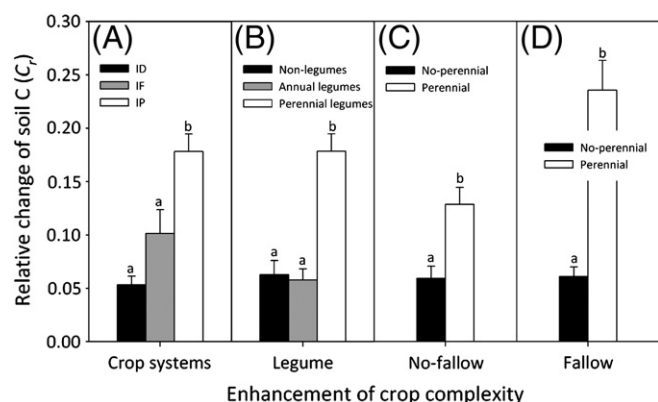 0.30
0.25
0.20
0.15
0.10
0.05
0.00
Relative change of soil C (Cr)
(A)
ID
IF
IP
a
a
b
Crop systems
(B)
Non-legumes
Annual legumes
Perennial legumes
a
a
b
Legume
(C)
No-perennial
Perennial
a
b
No-fallow
(D)
b
No-perennial
Perennial
a
Fallow
Enhancement of crop complexity